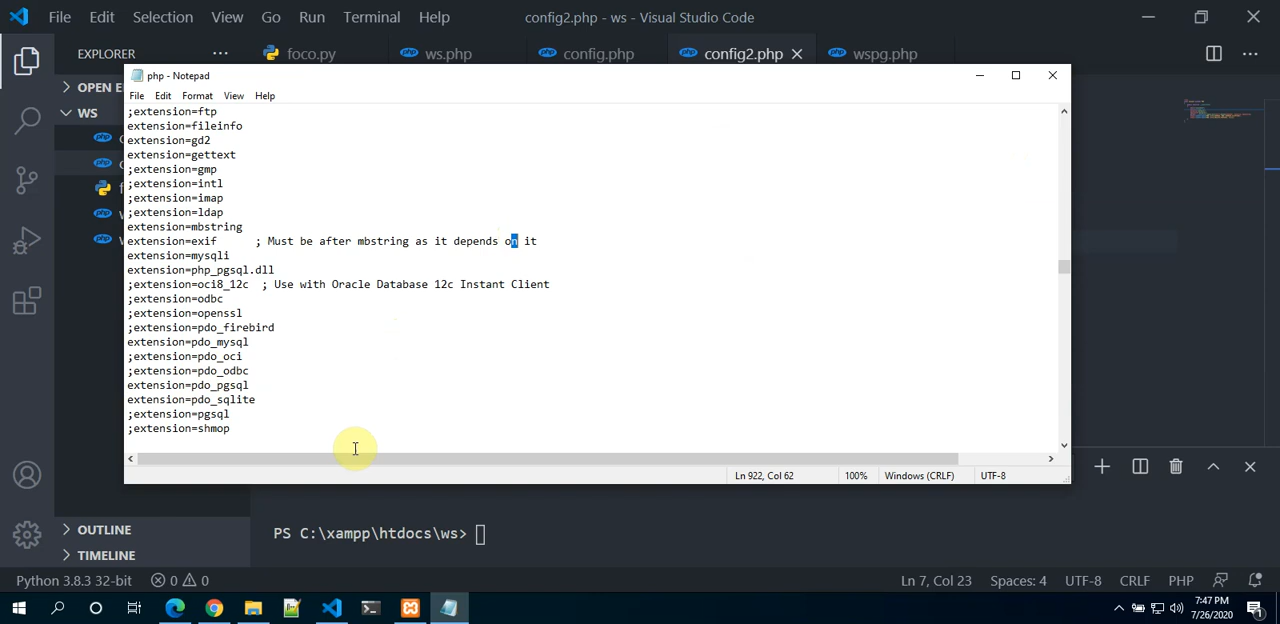 File Edit Selection View Go Run Terminal Help config2.php - ws - Visual Studio Code
EXPLORER ... foco.py ws.php config.php config2.php wspg.php
OPEN E
WS
php - Notepad
File Edit Format View Help
;extension=ftp
extension=fileinfo
extension=gd2
extension=gettext
;extension=gmp
;extension=intl
;extension=imap
;extension=ldap
extension=mbstring
extension=exif ; Must be after mbstring as it depends on it
extension=mysqli
extension=php_pgsql.dll
;extension=oci8_12c ; Use with Oracle Database 12c Instant Client
;extension=odbc
;extension=openssl
;extension=pdo_firebird
extension=pdo_mysql
;extension=pdo_oci
;extension=pdo_odbc
extension=pdo_pgsql
extension=pdo_sqlite
;extension=pgsql
;extension=shmop
Ln 922, Col 62 100% Windows (CRLF) UTF-8
PS C:\xampp\htdocs\ws>
OUTLINE
TIMELINE
Python 3.8.3 32-bit 0 0 Ln 7, Col 23 Spaces: 4 UTF-8 CRLF PHP
7:47 PM
7/26/2020
1